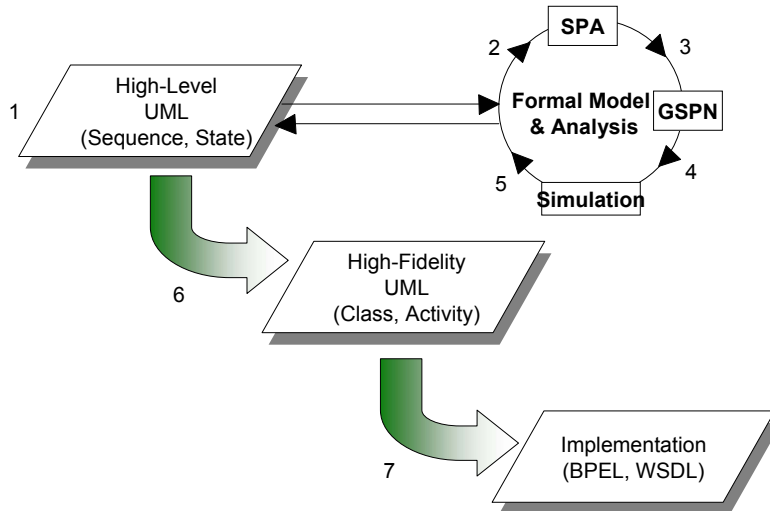 1
High-Level
UML
(Sequence, State)
2
SPA
3
Formal Model
& Analysis
GSPN
4
Simulation
5
6
High-Fidelity
UML
(Class, Activity)
7
Implementation
(BPEL, WSDL)